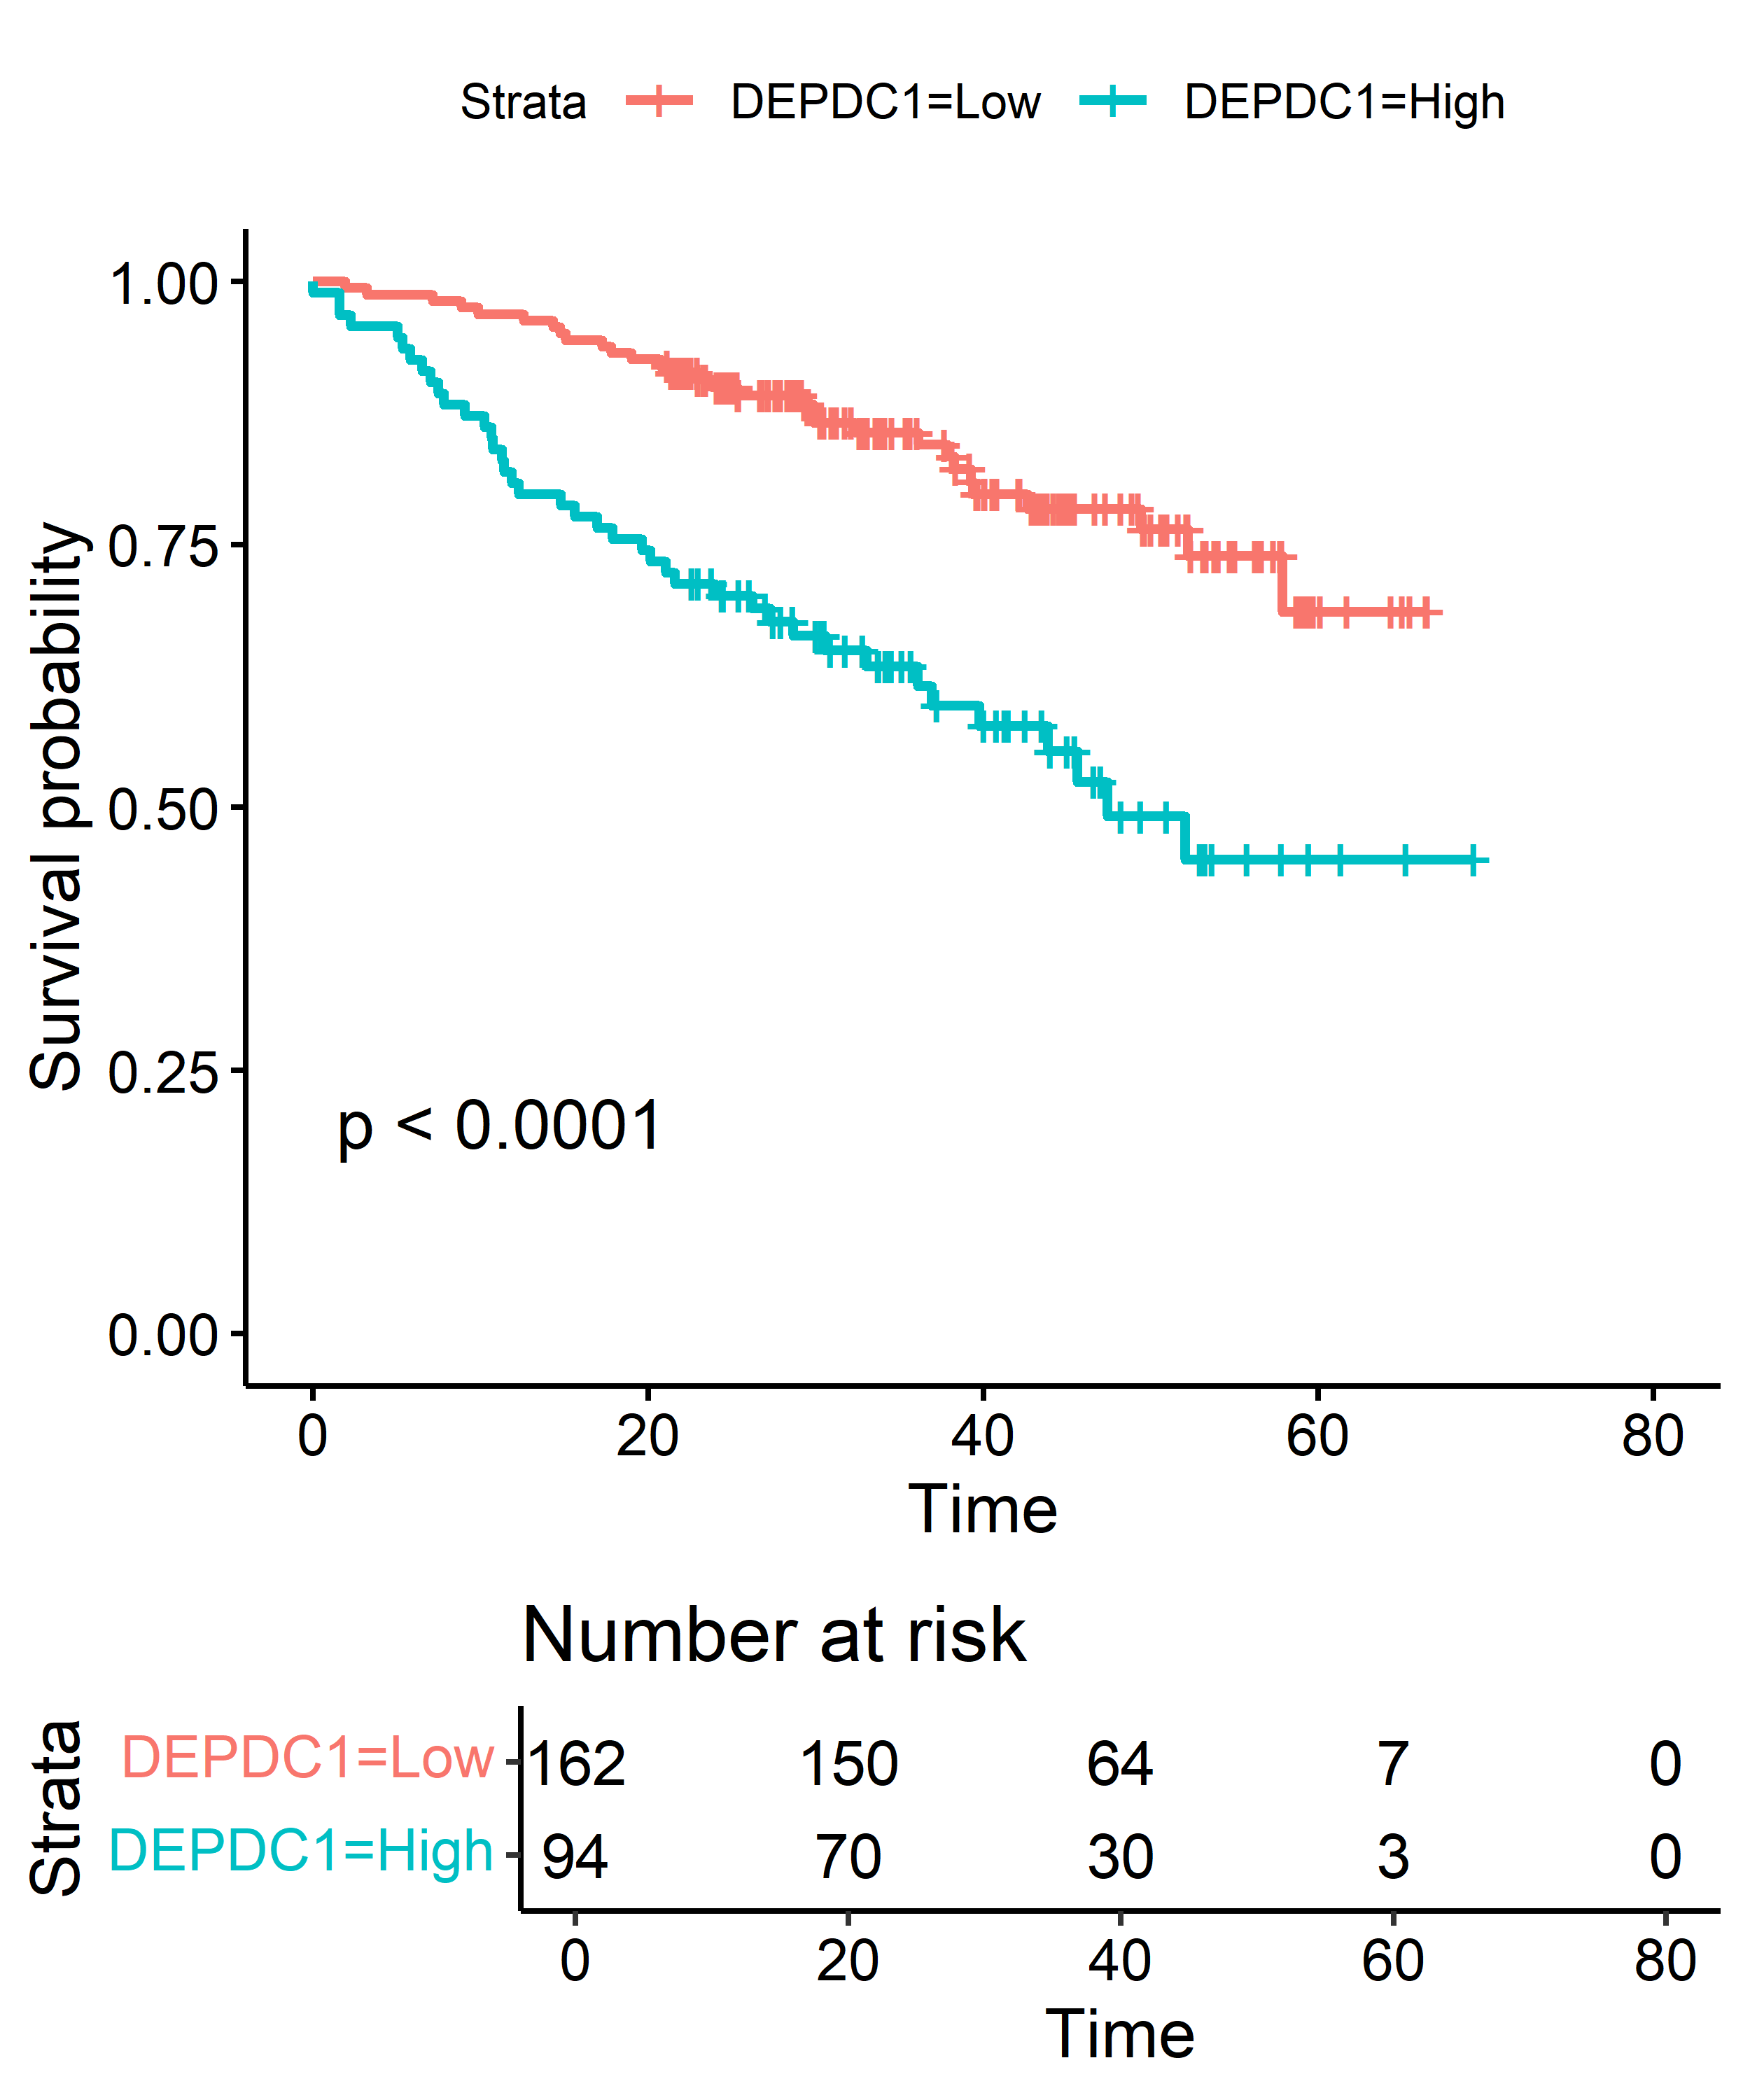 Strata DEPDC1=Low DEPDC1=High
Survival probability
1.00
0.75
0.50
0.25
0.00
p < 0.0001
0 20 40 60 80
Time
Number at risk
Strata
DEPDC1=Low 162 150 64 7 0
DEPDC1=High 94 70 30 3 0
0 20 40 60 80
Time